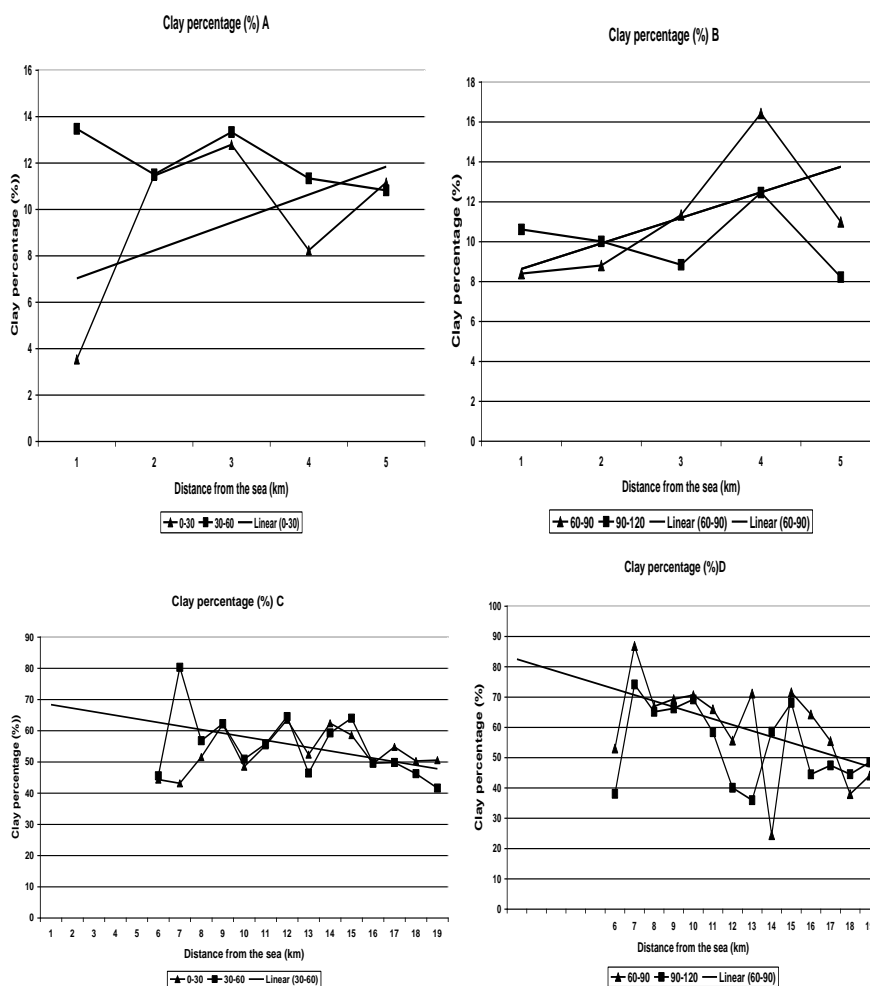 Clay percentage (%) A
16
14
12
10
8
6
4
2
0
Clay percentage (%)
1 2 3 4 5
Distance from the sea (km)
0-30 30-60 Linear (0-30)
Clay percentage (%) B
18
16
14
12
10
8
6
4
2
0
Clay percentage (%)
1 2 3 4 5
Distance from the sea (km)
60-90 90-120 Linear (60-90) Linear (60-90)
Clay percentage (%) C
90
80
70
60
50
40
30
20
10
0
Clay percentage (%))
1 2 3 4 5 6 7 8 9 10 11 12 13 14 15 16 17 18 19
Distance from the sea (km)
0-30 30-60 Linear (30-60)
Clay percentage (%)D
100
90
80
70
60
50
40
30
20
10
0
Clay percentage (%)
6 7 8 9 10 11 12 13 14 15 16 17 18 19
Distance from the sea (km)
60-90 90-120 Linear (60-90)